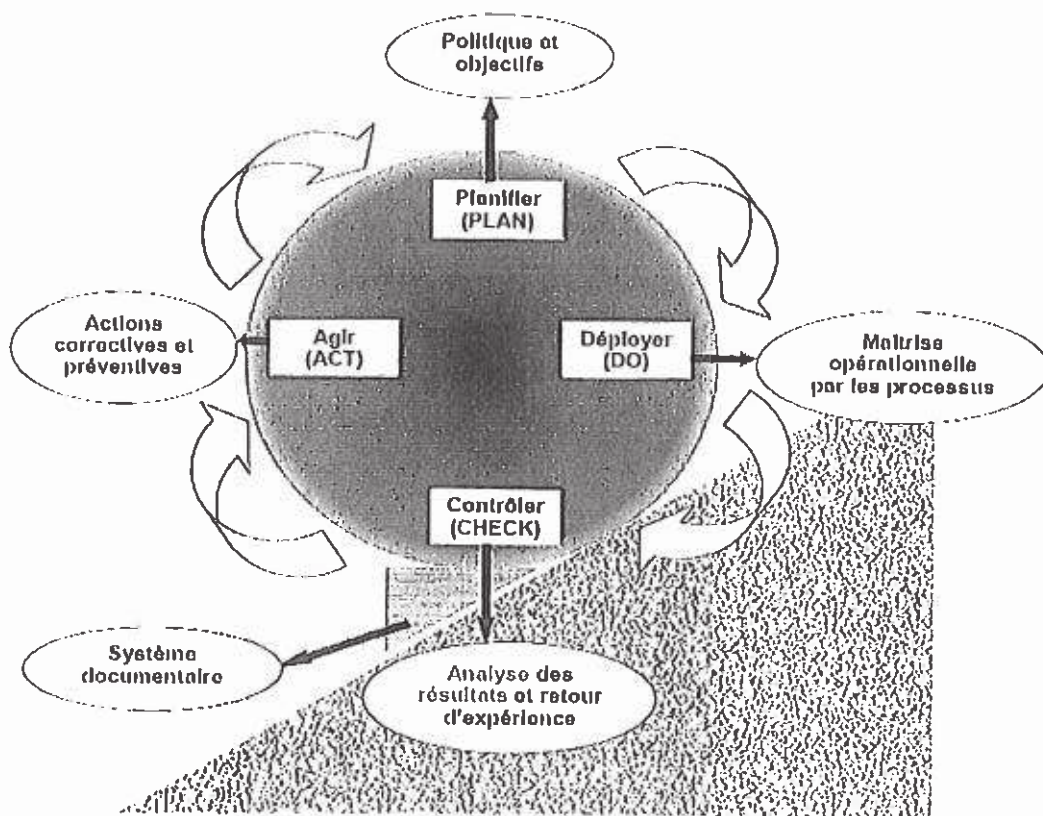 Politique et
objectifs
Planifier
(PLAN)
Actions
correctives et
préventives
Agir
(ACT)
Déployer
(DO)
Maîtrise
opérationnelle
par les processus
Contrôler
(CHECK)
Système
documentaire
Analyse des
résultats et retour
d'expérience